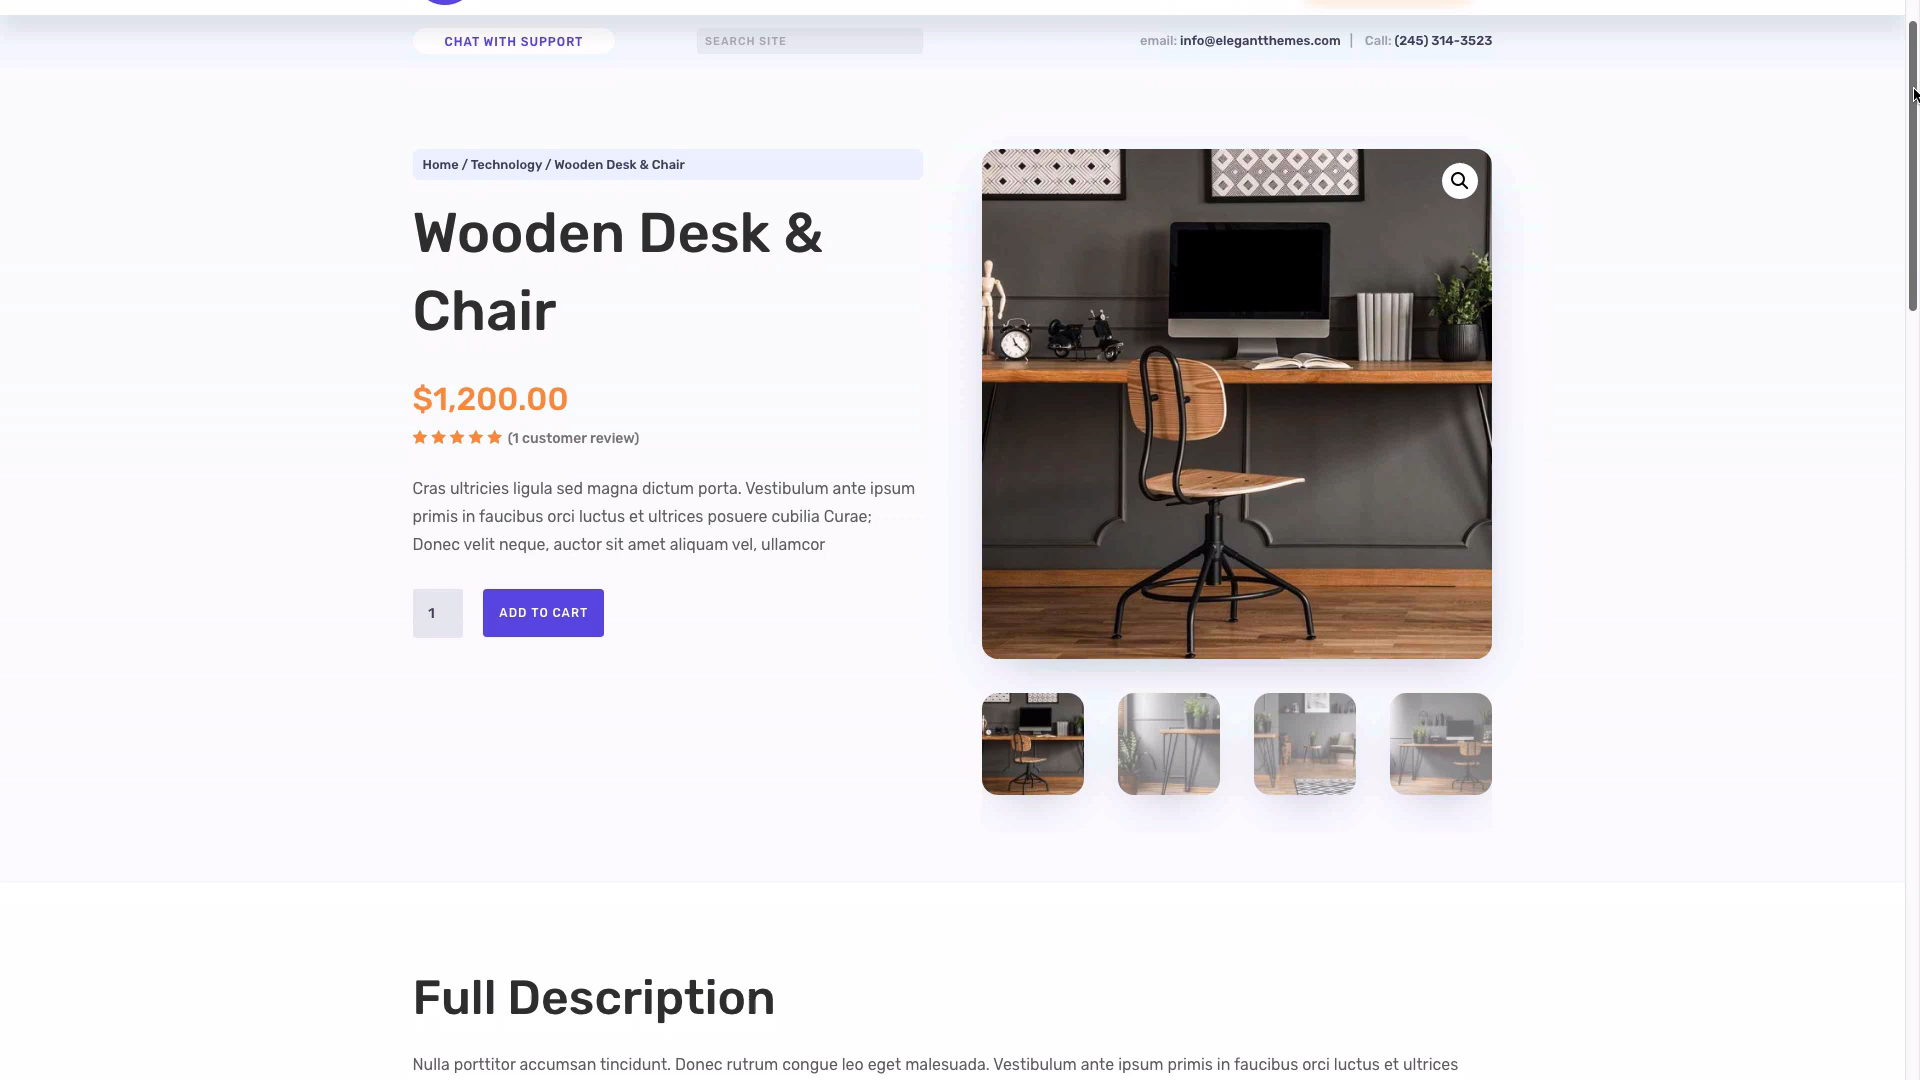 CHAT WITH SUPPORT
SEARCH SITE
email: info@elegantthemes.com | Call: (245) 314-3523
Home / Technology / Wooden Desk & Chair
Wooden Desk &
Chair
$1,200.00
(1 customer review)
Cras ultricies ligula sed magna dictum porta. Vestibulum ante ipsum
primis in faucibus orci luctus et ultrices posuere cubilia Curae;
Donec velit neque, auctor sit amet aliquam vel, ullamcor
1
ADD TO CART
Full Description
Nulla porttitor accumsan tincidunt. Donec rutrum congue leo eget malesuada. Vestibulum ante ipsum primis in faucibus orci luctus et ultrices